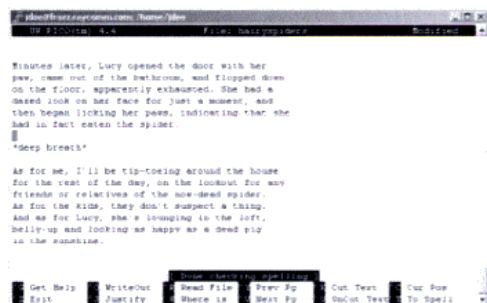 jdoe@frazz.raycomm.com: /home/jdoe
UW PICO(tm) 4.4 File: hairyspiders Modified
Minutes later, Lucy opened the door with her
paw, came out of the bathroom, and flopped down
on the floor, apparently exhausted. She had a
dazed look on her face for just a moment, and
then began licking her paws, indicating that she
had in fact eaten the spider.
*deep breath*
As for me, I'll be tip-toeing around the house
for the rest of the day, on the lookout for any
friends or relatives of the now-dead spider.
As for the kids, they don't suspect a thing.
And as for Lucy, she's lounging in the loft,
belly-up and looking as happy as a dead pig
in the sunshine.
[ Done checking spelling ]
Get Help WriteOut Read File Prev Pg Cut Text Cur Pos
Exit Justify Where is Next Pg UnCut Text To Spell